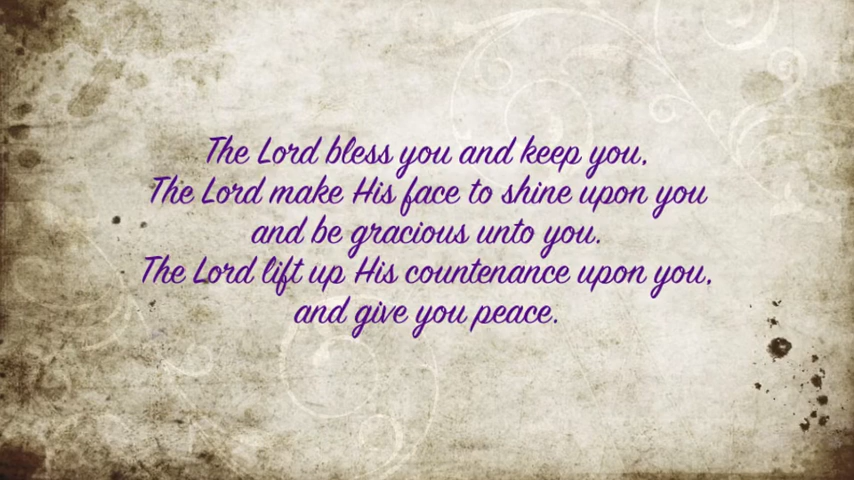 The Lord bless you and keep you,
The Lord make His face to shine upon you
and be gracious unto you.
The Lord lift up His countenance upon you,
and give you peace.